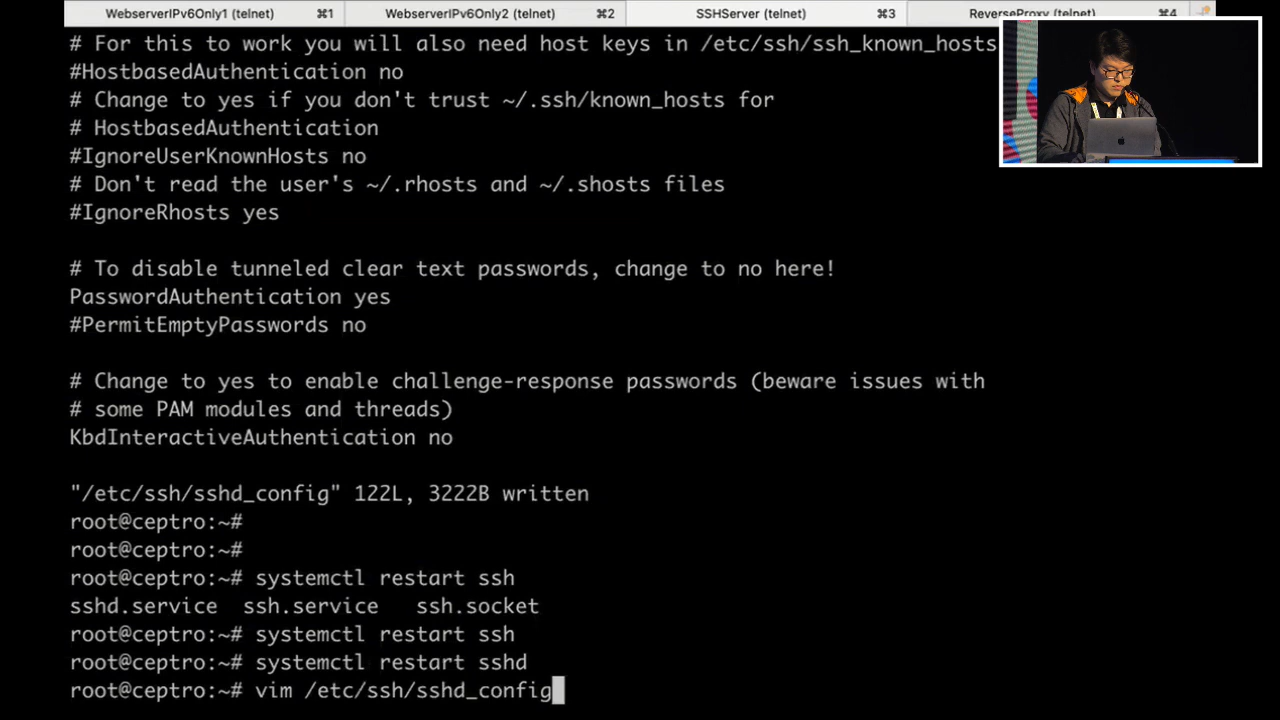 WebserverIPv6Only1 (telnet) ⌘1 WebserverIPv6Only2 (telnet) ⌘2 SSHServer (telnet) ⌘3 ReverseProxy (telnet) ⌘4
# For this to work you will also need host keys in /etc/ssh/ssh_known_hosts
#HostbasedAuthentication no
# Change to yes if you don't trust ~/.ssh/known_hosts for
# HostbasedAuthentication
#IgnoreUserKnownHosts no
# Don't read the user's ~/.rhosts and ~/.shosts files
#IgnoreRhosts yes
# To disable tunneled clear text passwords, change to no here!
PasswordAuthentication yes
#PermitEmptyPasswords no
# Change to yes to enable challenge-response passwords (beware issues with
# some PAM modules and threads)
KbdInteractiveAuthentication no
"/etc/ssh/sshd_config" 122L, 3222B written
root@ceptro:~#
root@ceptro:~#
root@ceptro:~# systemctl restart ssh
sshd.service ssh.service ssh.socket
root@ceptro:~# systemctl restart ssh
root@ceptro:~# systemctl restart sshd
root@ceptro:~# vim /etc/ssh/sshd_config